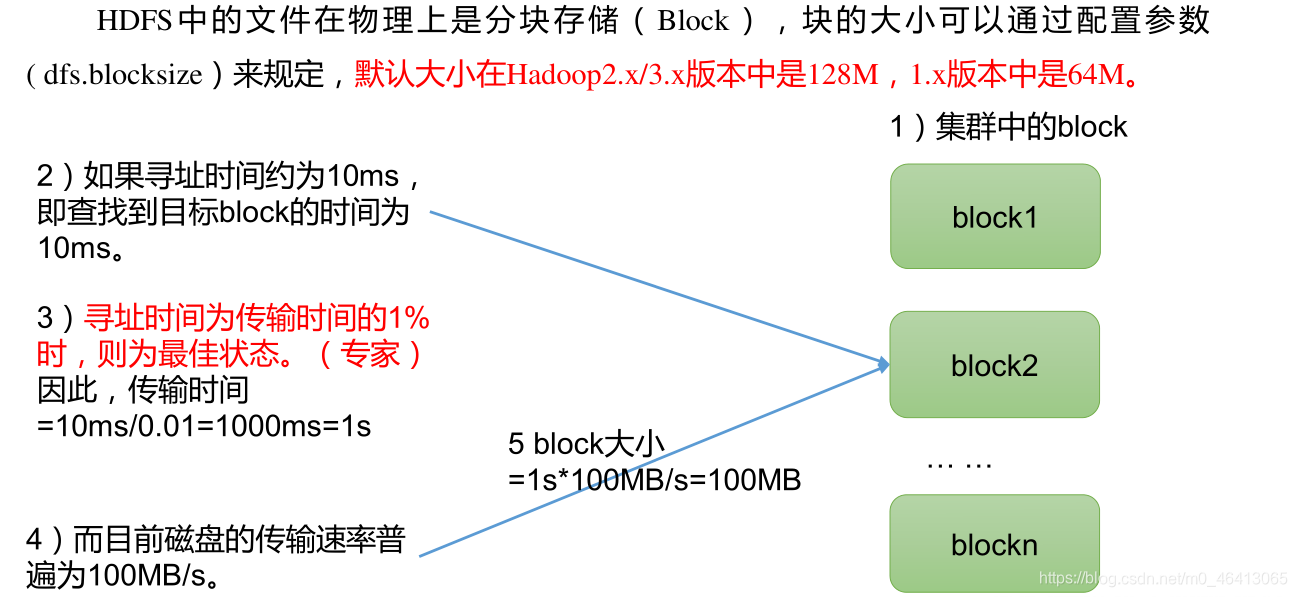 HDFS中的文件在物理上是分块存储（Block），块的大小可以通过配置参数
（dfs.blocksize）来规定，默认大小在Hadoop2.x/3.x版本中是128M，1.x版本中是64M。
1）集群中的block
2）如果寻址时间约为10ms，
即查找到目标block的时间为
10ms。
3）寻址时间为传输时间的1%
时，则为最佳状态。（专家）
因此，传输时间
=10ms/0.01=1000ms=1s
4）而目前磁盘的传输速率普
遍为100MB/s。
5 block大小
=1s*100MB/s=100MB
block1
block2
… …
blockn
https://blog.csdn.net/m0_46413065